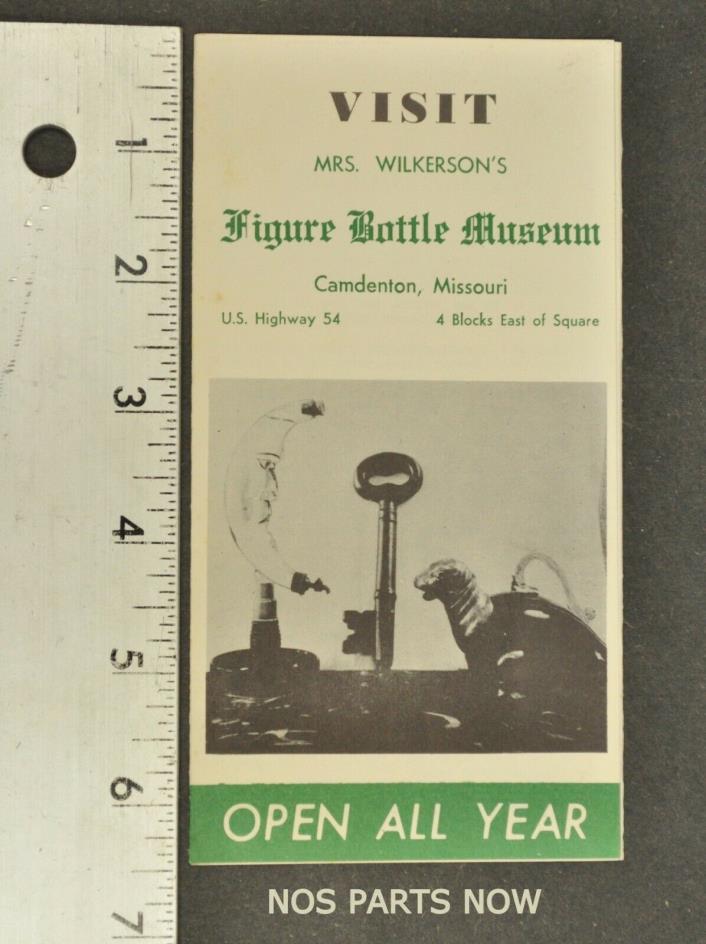 VISIT
MRS. WILKERSON'S
Figure Bottle Museum
Camdenton, Missouri
U.S. Highway 54 4 Blocks East of Square
OPEN ALL YEAR
NOS PARTS NOW
1
2
3
4
5
6
7